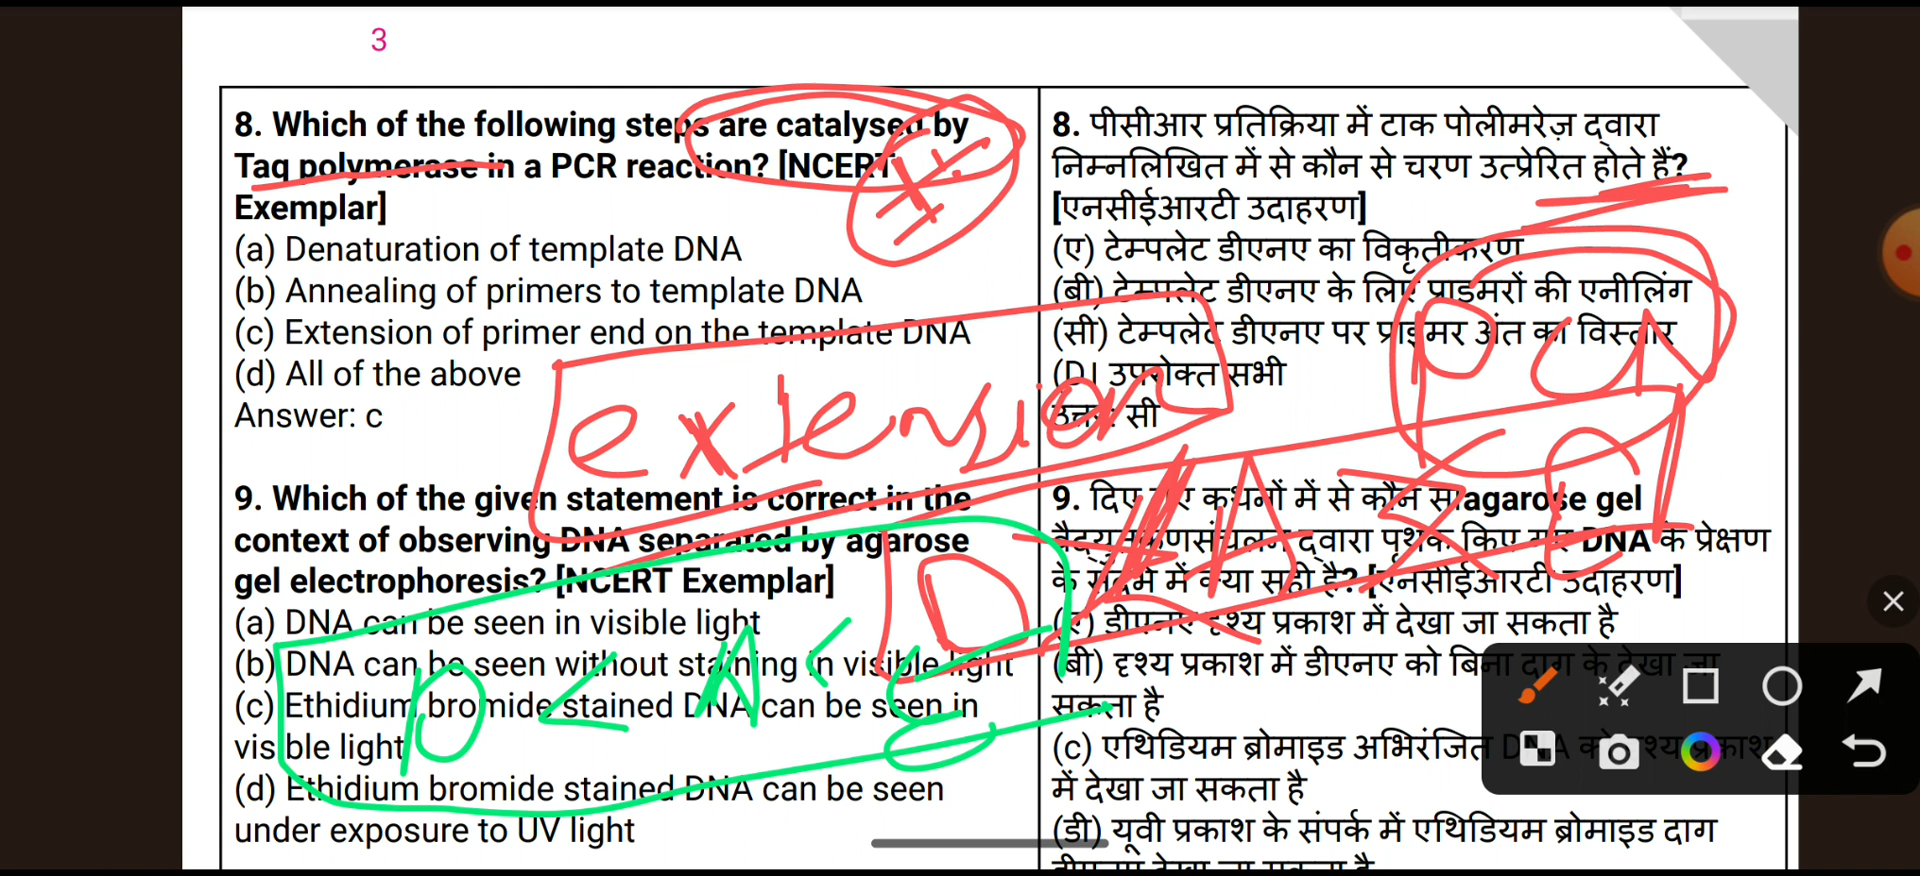 3
8. Which of the following steps are catalysed by
Taq polymerase in a PCR reaction? [NCERT
Exemplar]
(a) Denaturation of template DNA
(b) Annealing of primers to template DNA
(c) Extension of primer end on the template DNA
(d) All of the above
Answer: c
9. Which of the given statement is correct in the
context of observing DNA separated by agarose
gel electrophoresis? [NCERT Exemplar]
(a) DNA can be seen in visible light
(b) DNA can be seen without staining in visible light
(c) Ethidium bromide stained DNA can be seen in
visible light
(d) Ethidium bromide stained DNA can be seen
under exposure to UV light
8. पीसीआर प्रतिक्रिया में टाक पोलीमरेज़ द्वारा
निम्नलिखित में से कौन से चरण उत्प्रेरित होते हैं?
[एनसीईआरटी उदाहरण]
(ए) टेम्पलेट डीएनए का विकृतीकरण
(बी) टेम्पलेट डीएनए के लिए प्राइमरों की एनीलिंग
(सी) टेम्पलेट डीएनए पर प्राइमर अंत का विस्तार
उपरोक्त सभी
उत्तर: सी
9. दिए गए कथनों में से कौन सा agarose gel
द्वारा पृथक किए गए DNA के प्रेक्षण
के संदर्भ में क्या सही है? [एनसीईआरटी उदाहरण]
(ए) डीएनए दृश्य प्रकाश में देखा जा सकता है
(बी) दृश्य प्रकाश में डीएनए को बिना दाग के देखा जा
सकता है
(c) एथिडियम ब्रोमाइड अभिरंजित DNA को दृश्य प्रकाश
में देखा जा सकता है
(डी) यूवी प्रकाश के संपर्क में एथिडियम ब्रोमाइड दाग
extension
D